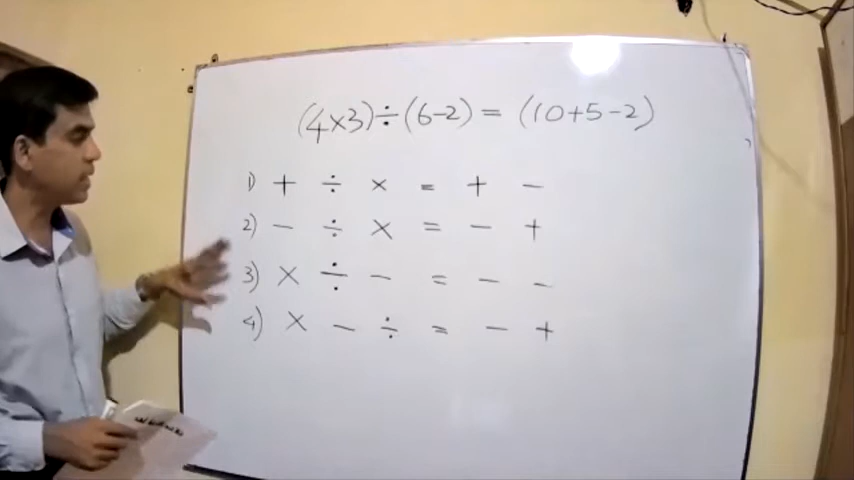 (4×3)÷(6-2) = (10+5-2)
1) + ÷ × = + -
2) - ÷ × = - +
3) × ÷ - = - -
4) × - ÷ = - +